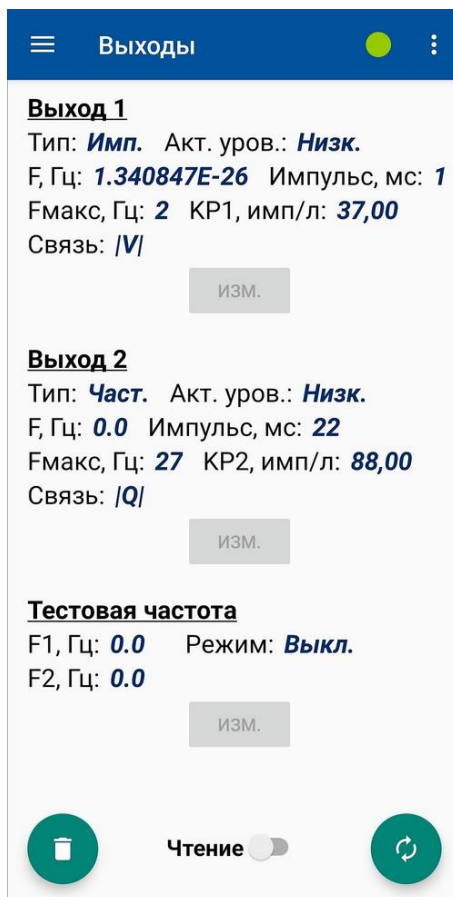 Выходы
Выход 1
Тип: Имп. Акт. уров.: Низк.
F, Гц: 1.340847E-26 Импульс, мс: 1
Fмакс, Гц: 2 КР1, имп/л: 37,00
Связь: |V|
изм.
Выход 2
Тип: Част. Акт. уров.: Низк.
F, Гц: 0.0 Импульс, мс: 22
Fмакс, Гц: 27 КР2, имп/л: 88,00
Связь: |Q|
изм.
Тестовая частота
F1, Гц: 0.0 Режим: Выкл.
F2, Гц: 0.0
изм.
Чтение